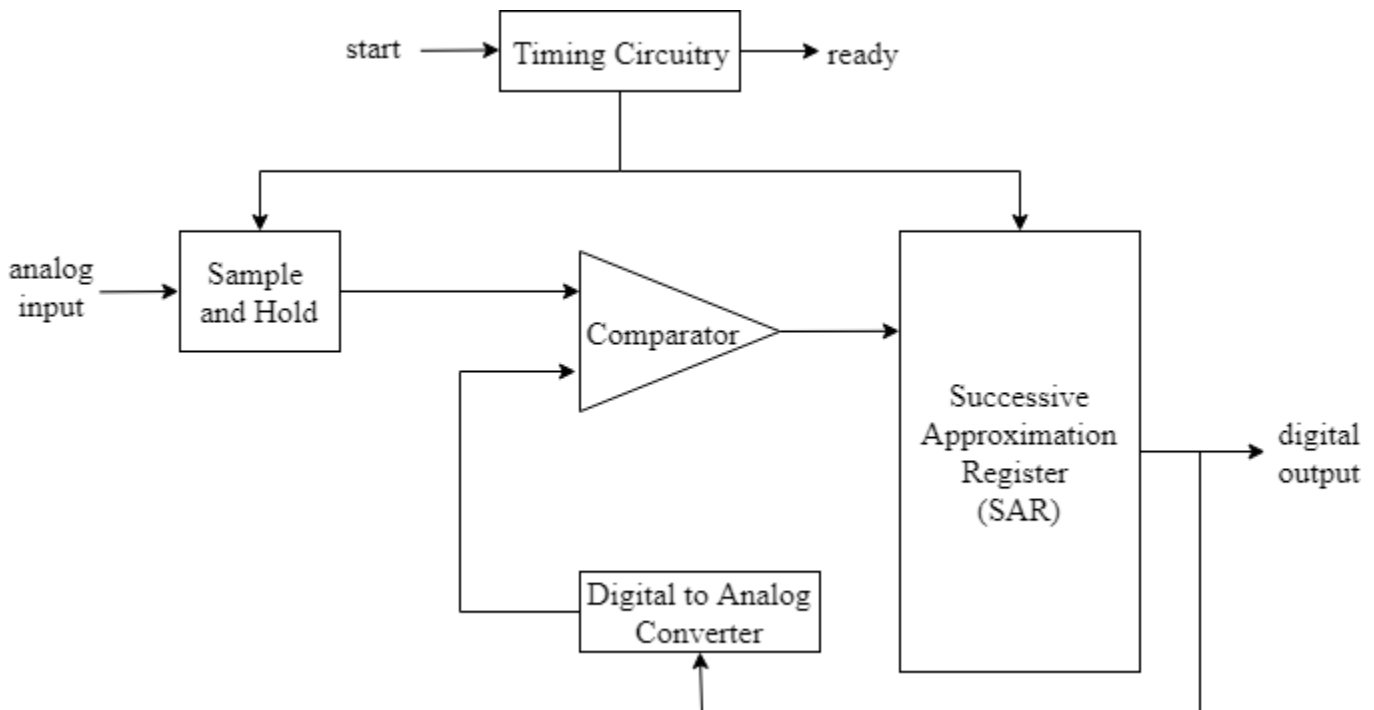 start
Timing Circuitry
ready
analog
input
Sample
and Hold
Comparator
Successive
Approximation
Register
(SAR)
digital
output
Digital to Analog
Converter